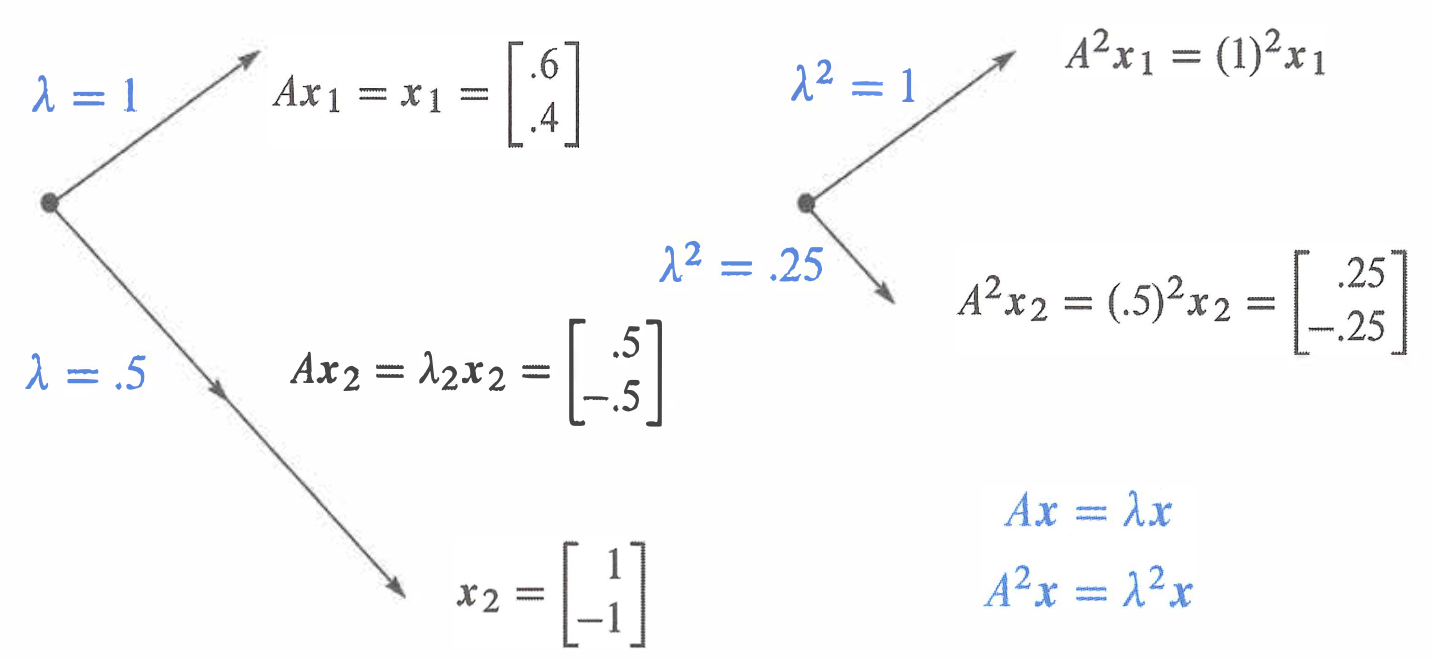 λ = 1
Ax₁ = x₁ = [.6
.4]
λ² = 1
A²x₁ = (1)²x₁
λ² = .25
A²x₂ = (.5)²x₂ = [.25
−.25]
λ = .5
Ax₂ = λ₂x₂ = [.5
−.5]
Ax = λx
A²x = λ²x
x₂ = [1
−1]